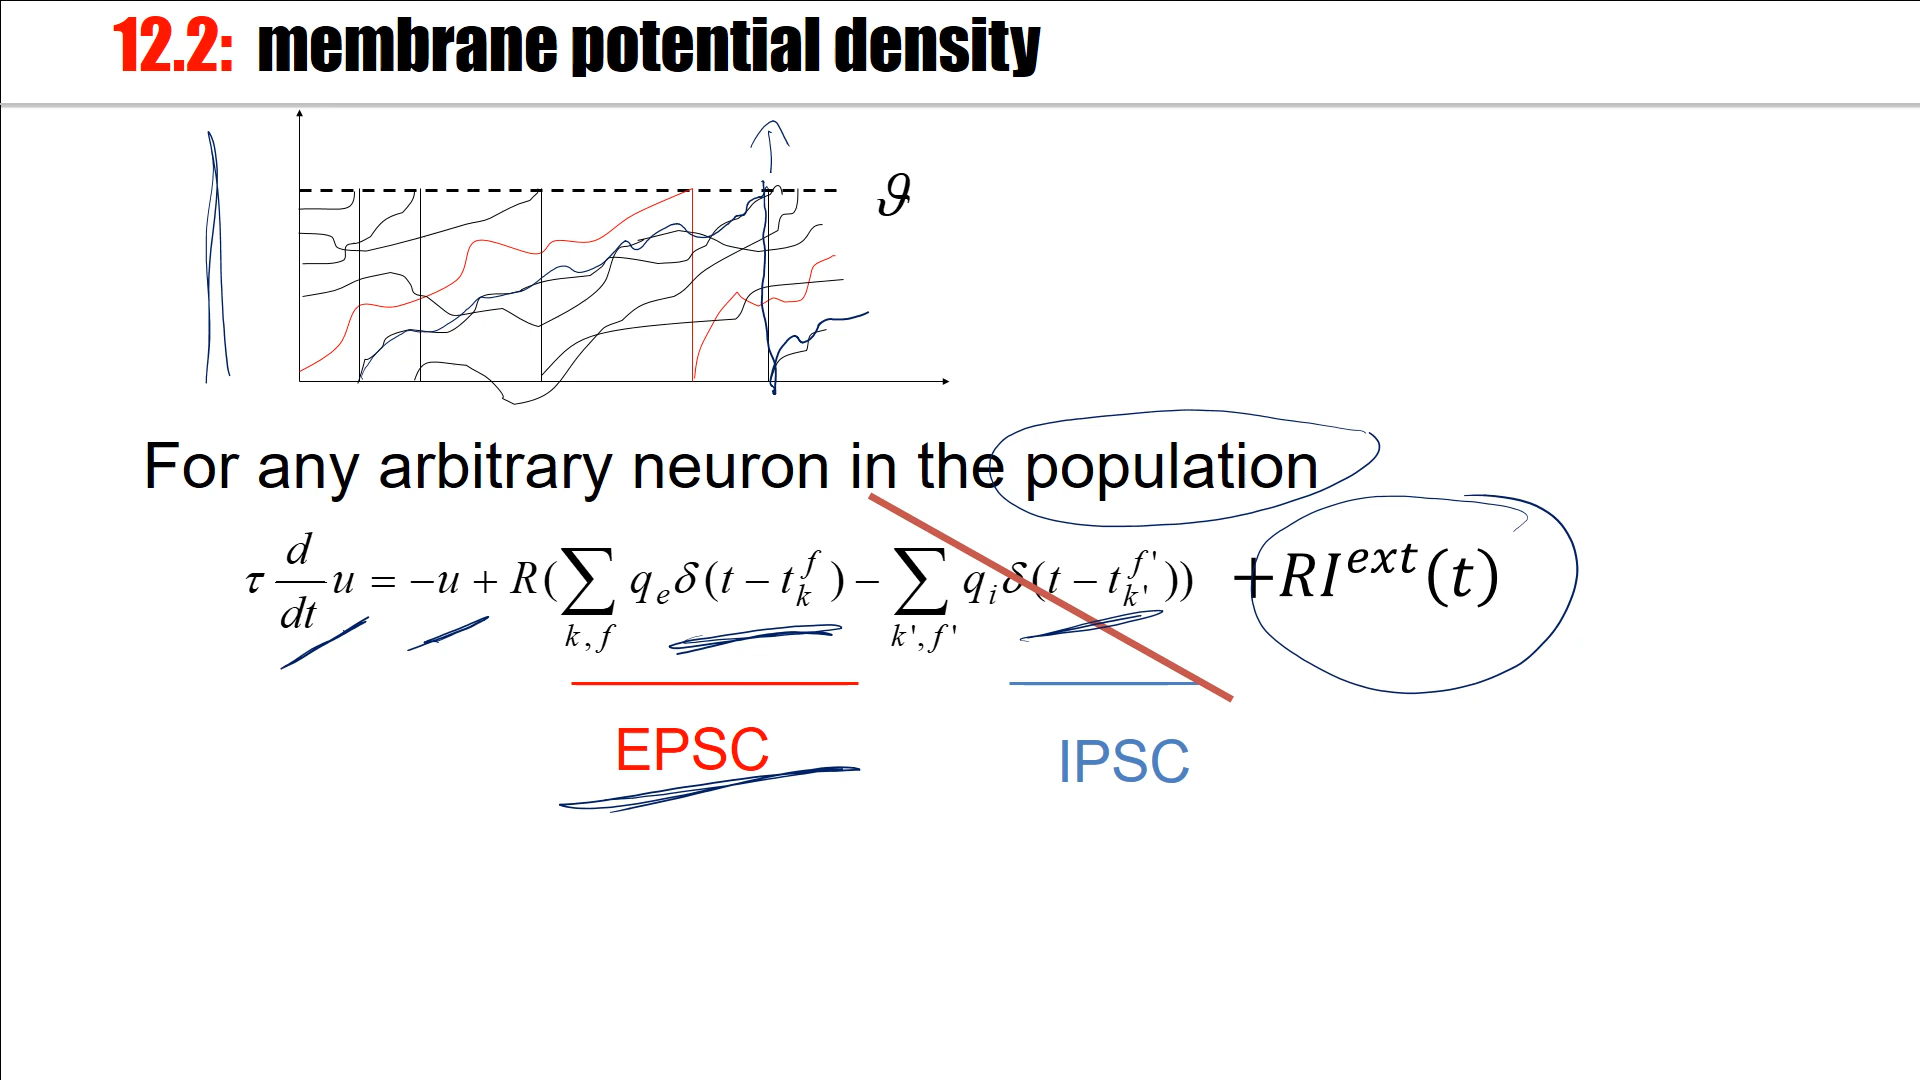 12.2: membrane potential density
ϑ
For any arbitrary neuron in the population
τ d/dt u = −u + R(∑_{k,f} q_e δ(t − t_k^f) − ∑_{k',f'} q_i δ(t − t_{k'}^{f'})) +RI^{ext}(t)
EPSC
IPSC